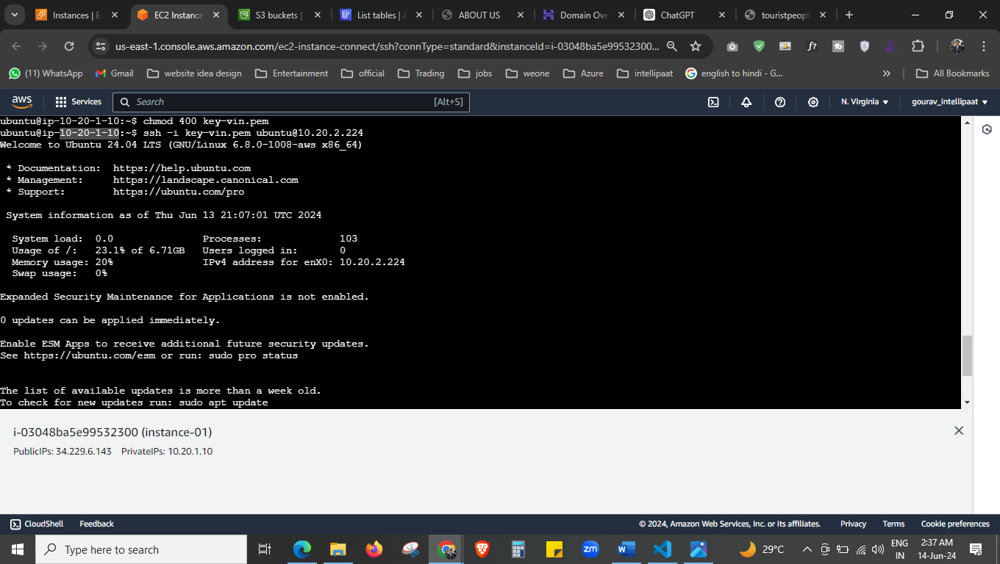 Instances | E
EC2 Instance
S3 buckets |
List tables | A
ABOUT US
Domain Ove
ChatGPT
touristpeopl
us-east-1.console.aws.amazon.com/ec2-instance-connect/ssh?connType=standard&instanceId=i-03048ba5e99532300...
(11) WhatsApp
Gmail
website idea design
Entertainment
official
Trading
jobs
weone
Azure
intellipaat
english to hindi - G...
All Bookmarks
aws
Services
Search
[Alt+S]
N. Virginia
gourav_intellipaat
ubuntu@ip-10-20-1-10:~$ chmod 400 key-vin.pem
ubuntu@ip-10-20-1-10:~$ ssh -i key-vin.pem ubuntu@10.20.2.224
Welcome to Ubuntu 24.04 LTS (GNU/Linux 6.8.0-1008-aws x86_64)
* Documentation:  https://help.ubuntu.com
* Management:     https://landscape.canonical.com
* Support:        https://ubuntu.com/pro
System information as of Thu Jun 13 21:07:01 UTC 2024
System load:  0.0               Processes:             103
Usage of /:   23.1% of 6.71GB   Users logged in:       0
Memory usage: 20%               IPv4 address for enX0: 10.20.2.224
Swap usage:   0%
Expanded Security Maintenance for Applications is not enabled.
0 updates can be applied immediately.
Enable ESM Apps to receive additional future security updates.
See https://ubuntu.com/esm or run: sudo pro status
The list of available updates is more than a week old.
To check for new updates run: sudo apt update
i-03048ba5e99532300 (instance-01)
PublicIPs: 34.229.6.143 PrivateIPs: 10.20.1.10
CloudShell
Feedback
© 2024, Amazon Web Services, Inc. or its affiliates.
Privacy
Terms
Cookie preferences
Type here to search
zm
29°C
ENG
IN
2:37 AM
14-Jun-24